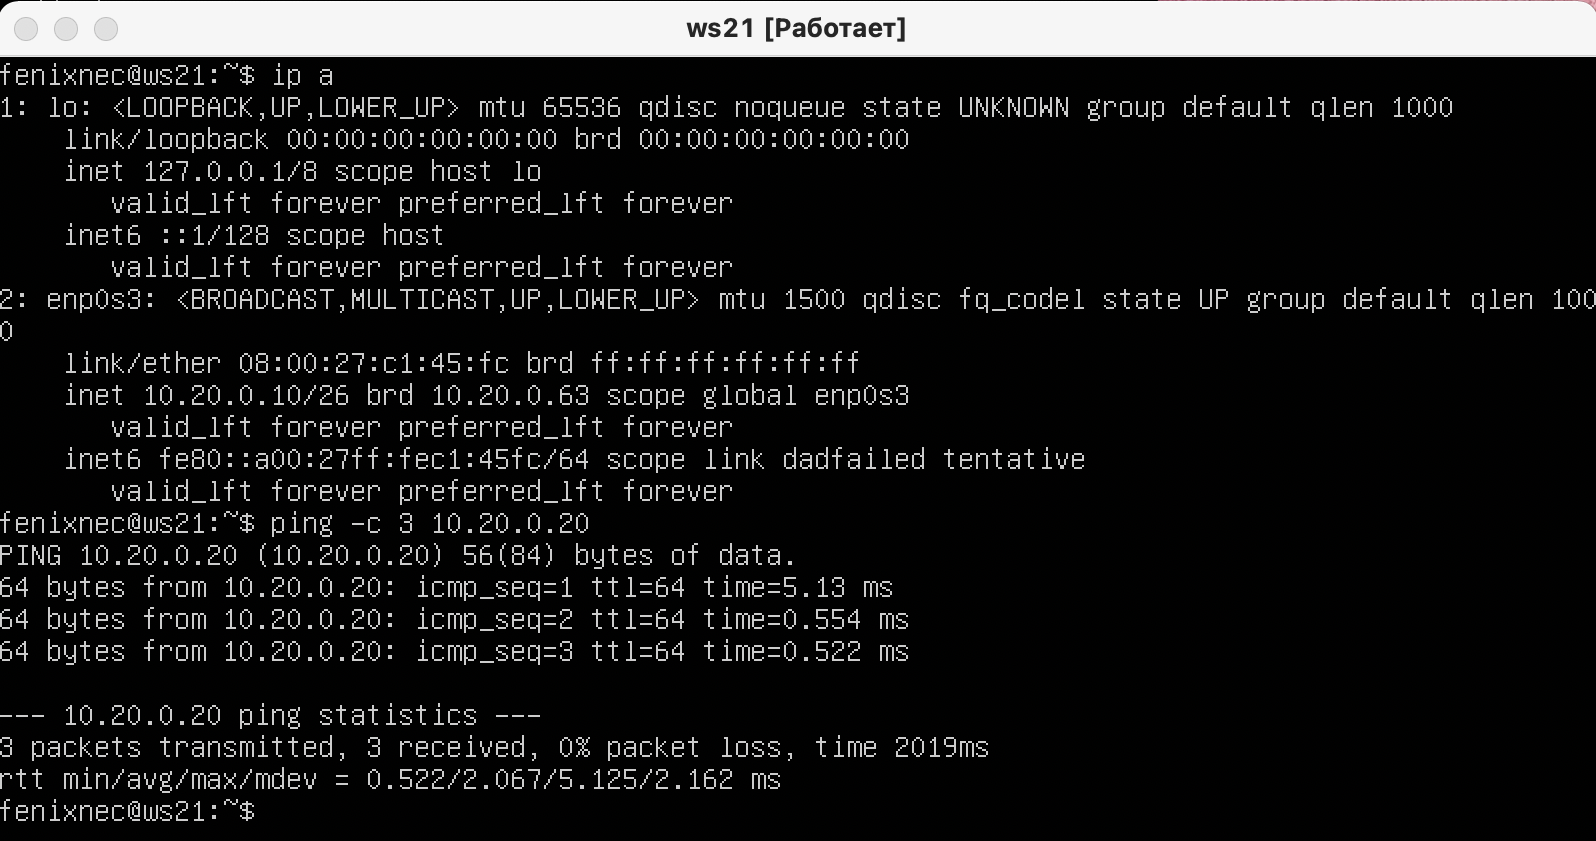 ws21 [Работает]
fenixnec@ws21:~$ ip a
1: lo: <LOOPBACK,UP,LOWER_UP> mtu 65536 qdisc noqueue state UNKNOWN group default qlen 1000
    link/loopback 00:00:00:00:00:00 brd 00:00:00:00:00:00
    inet 127.0.0.1/8 scope host lo
       valid_lft forever preferred_lft forever
    inet6 ::1/128 scope host
       valid_lft forever preferred_lft forever
2: enp0s3: <BROADCAST,MULTICAST,UP,LOWER_UP> mtu 1500 qdisc fq_codel state UP group default qlen 100
0
    link/ether 08:00:27:c1:45:fc brd ff:ff:ff:ff:ff:ff
    inet 10.20.0.10/26 brd 10.20.0.63 scope global enp0s3
       valid_lft forever preferred_lft forever
    inet6 fe80::a00:27ff:fec1:45fc/64 scope link dadfailed tentative
       valid_lft forever preferred_lft forever
fenixnec@ws21:~$ ping -c 3 10.20.0.20
PING 10.20.0.20 (10.20.0.20) 56(84) bytes of data.
64 bytes from 10.20.0.20: icmp_seq=1 ttl=64 time=5.13 ms
64 bytes from 10.20.0.20: icmp_seq=2 ttl=64 time=0.554 ms
64 bytes from 10.20.0.20: icmp_seq=3 ttl=64 time=0.522 ms

--- 10.20.0.20 ping statistics ---
3 packets transmitted, 3 received, 0% packet loss, time 2019ms
rtt min/avg/max/mdev = 0.522/2.067/5.125/2.162 ms
fenixnec@ws21:~$